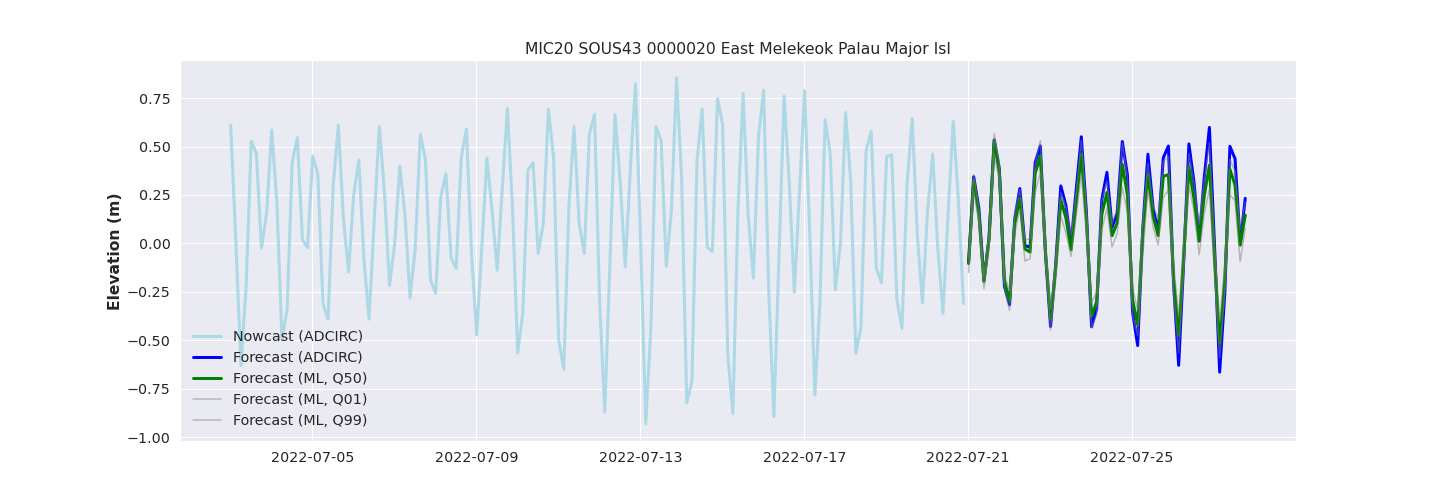 MIC20 SOUS43 0000020 East Melekeok Palau Major Isl
Elevation (m)
0.75
0.50
0.25
0.00
−0.25
−0.50
−0.75
−1.00
Nowcast (ADCIRC)
Forecast (ADCIRC)
Forecast (ML, Q50)
Forecast (ML, Q01)
Forecast (ML, Q99)
2022-07-05
2022-07-09
2022-07-13
2022-07-17
2022-07-21
2022-07-25